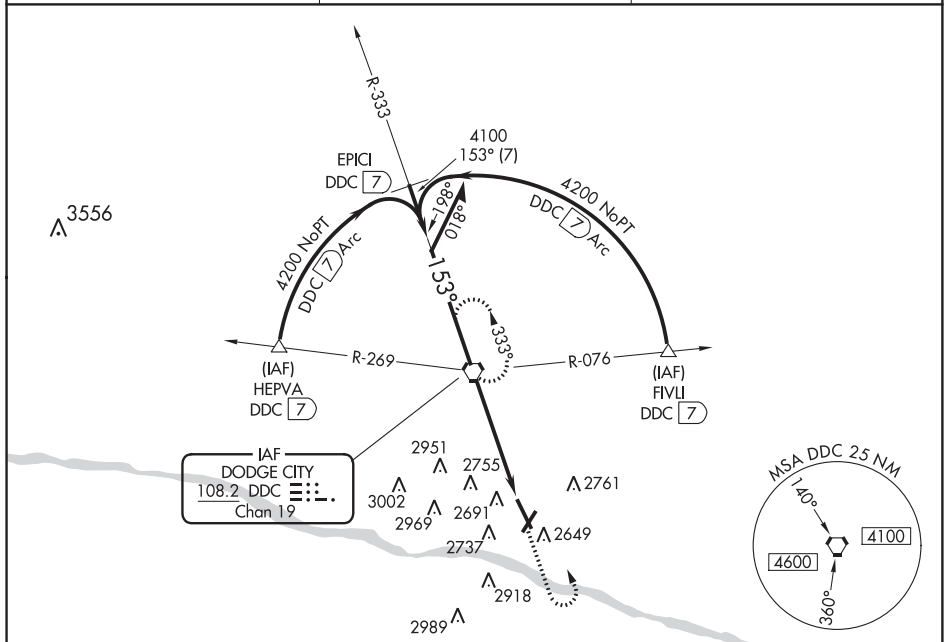 R-333
4100
153° (7)
EPICI
DDC 7
198°
018°
4200 NoPT
DDC 7 Arc
4200 NoPT
DDC 7 Arc
3556
153°
333°
R-269
R-076
(IAF)
HEPVA
DDC 7
(IAF)
FIVLI
DDC 7
IAF
DODGE CITY
108.2 DDC
Chan 19
2951
2755
3002
2761
2969
2691
2737
2649
2918
2989
MSA DDC 25 NM
140°
4100
4600
360°